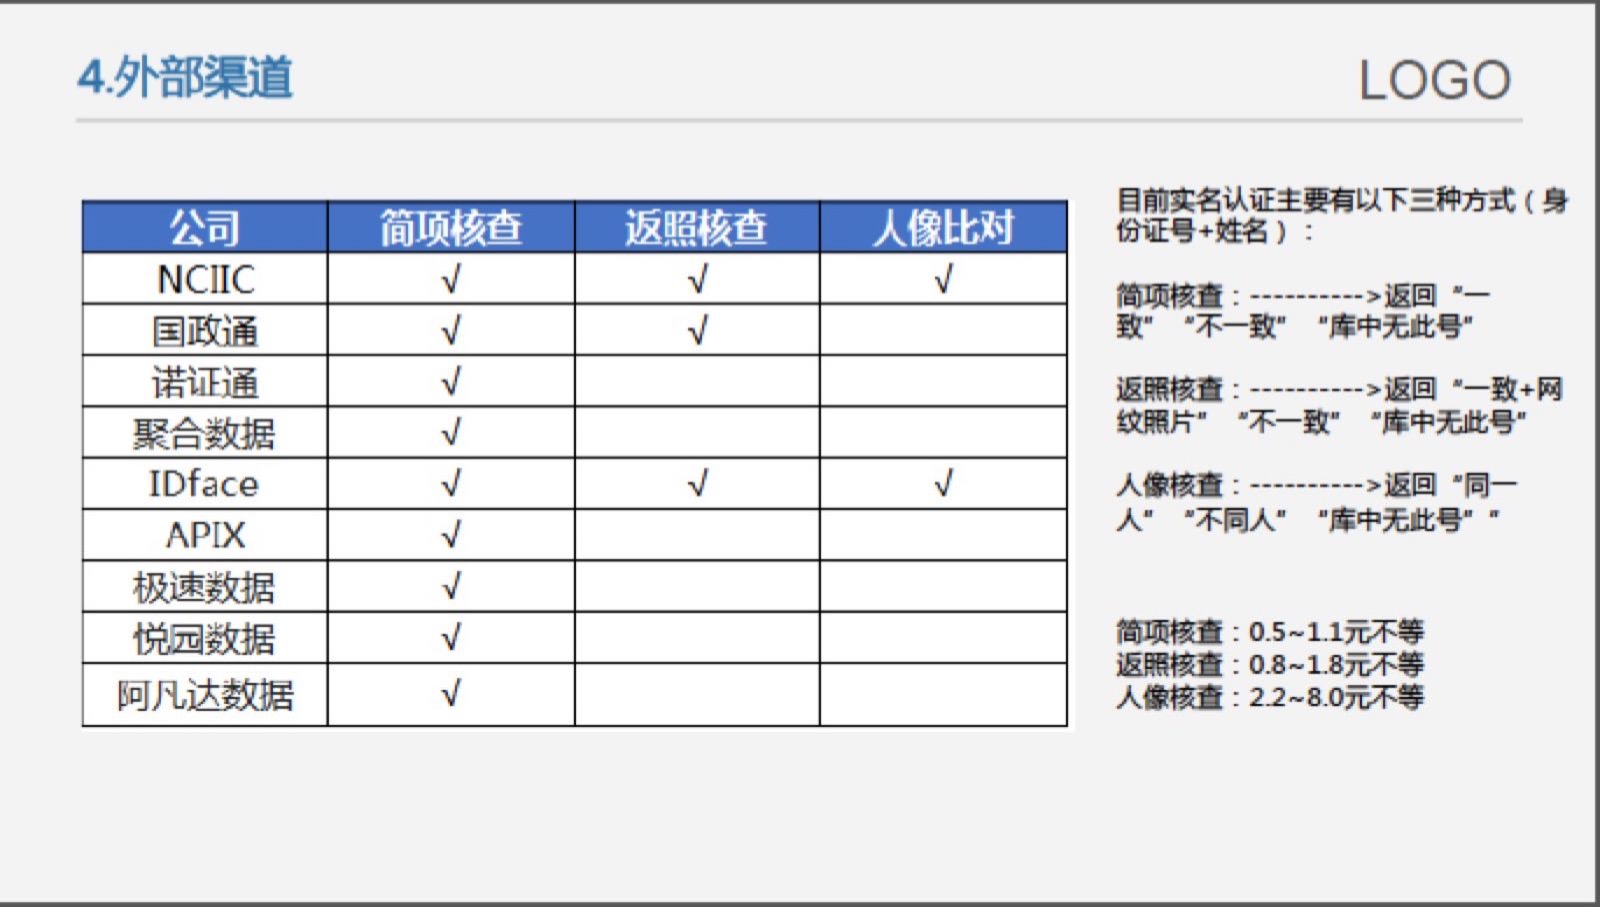 4.外部渠道
LOGO
公司 简项核查 返照核查 人像比对
NCIIC √ √ √
国政通 √ √
诺证通 √
聚合数据 √
IDface √ √ √
APIX √
极速数据 √
悦园数据 √
阿凡达数据 √
目前实名认证主要有以下三种方式（身
份证号+姓名）：
简项核查：---------->返回“一
致”“不一致”“库中无此号”
返照核查：---------->返回“一致+网
纹照片”“不一致”“库中无此号”
人像核查：---------->返回“同一
人”“不同人”“库中无此号”“
简项核查：0.5~1.1元不等
返照核查：0.8~1.8元不等
人像核查：2.2~8.0元不等